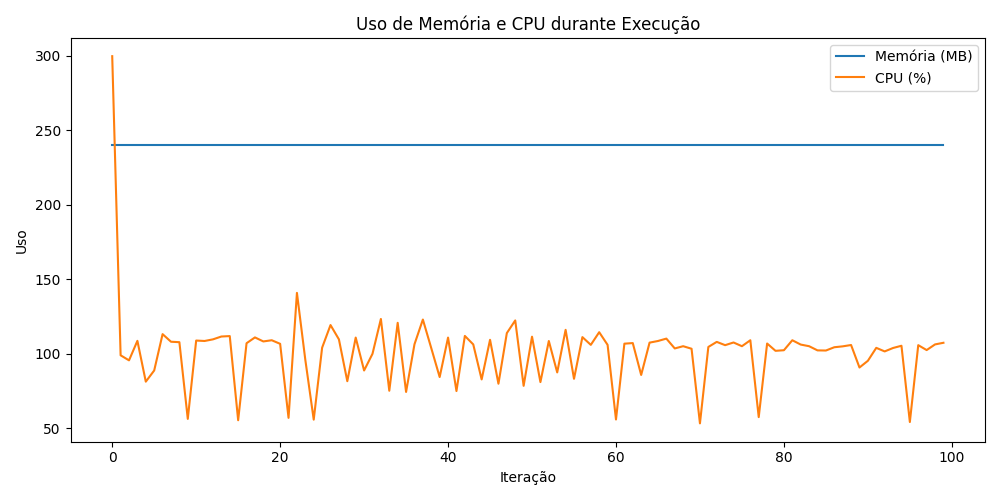 Uso de Memória e CPU durante Execução
Memória (MB)
CPU (%)
300
250
200
150
100
50
Uso
0 20 40 60 80 100
Iteração